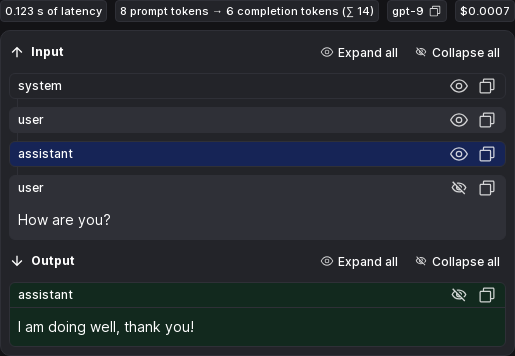 0.123 s of latency 8 prompt tokens → 6 completion tokens (∑ 14) gpt-9 $0.0007
Input Expand all Collapse all
system
user
assistant
user
How are you?
Output Expand all Collapse all
assistant
I am doing well, thank you!